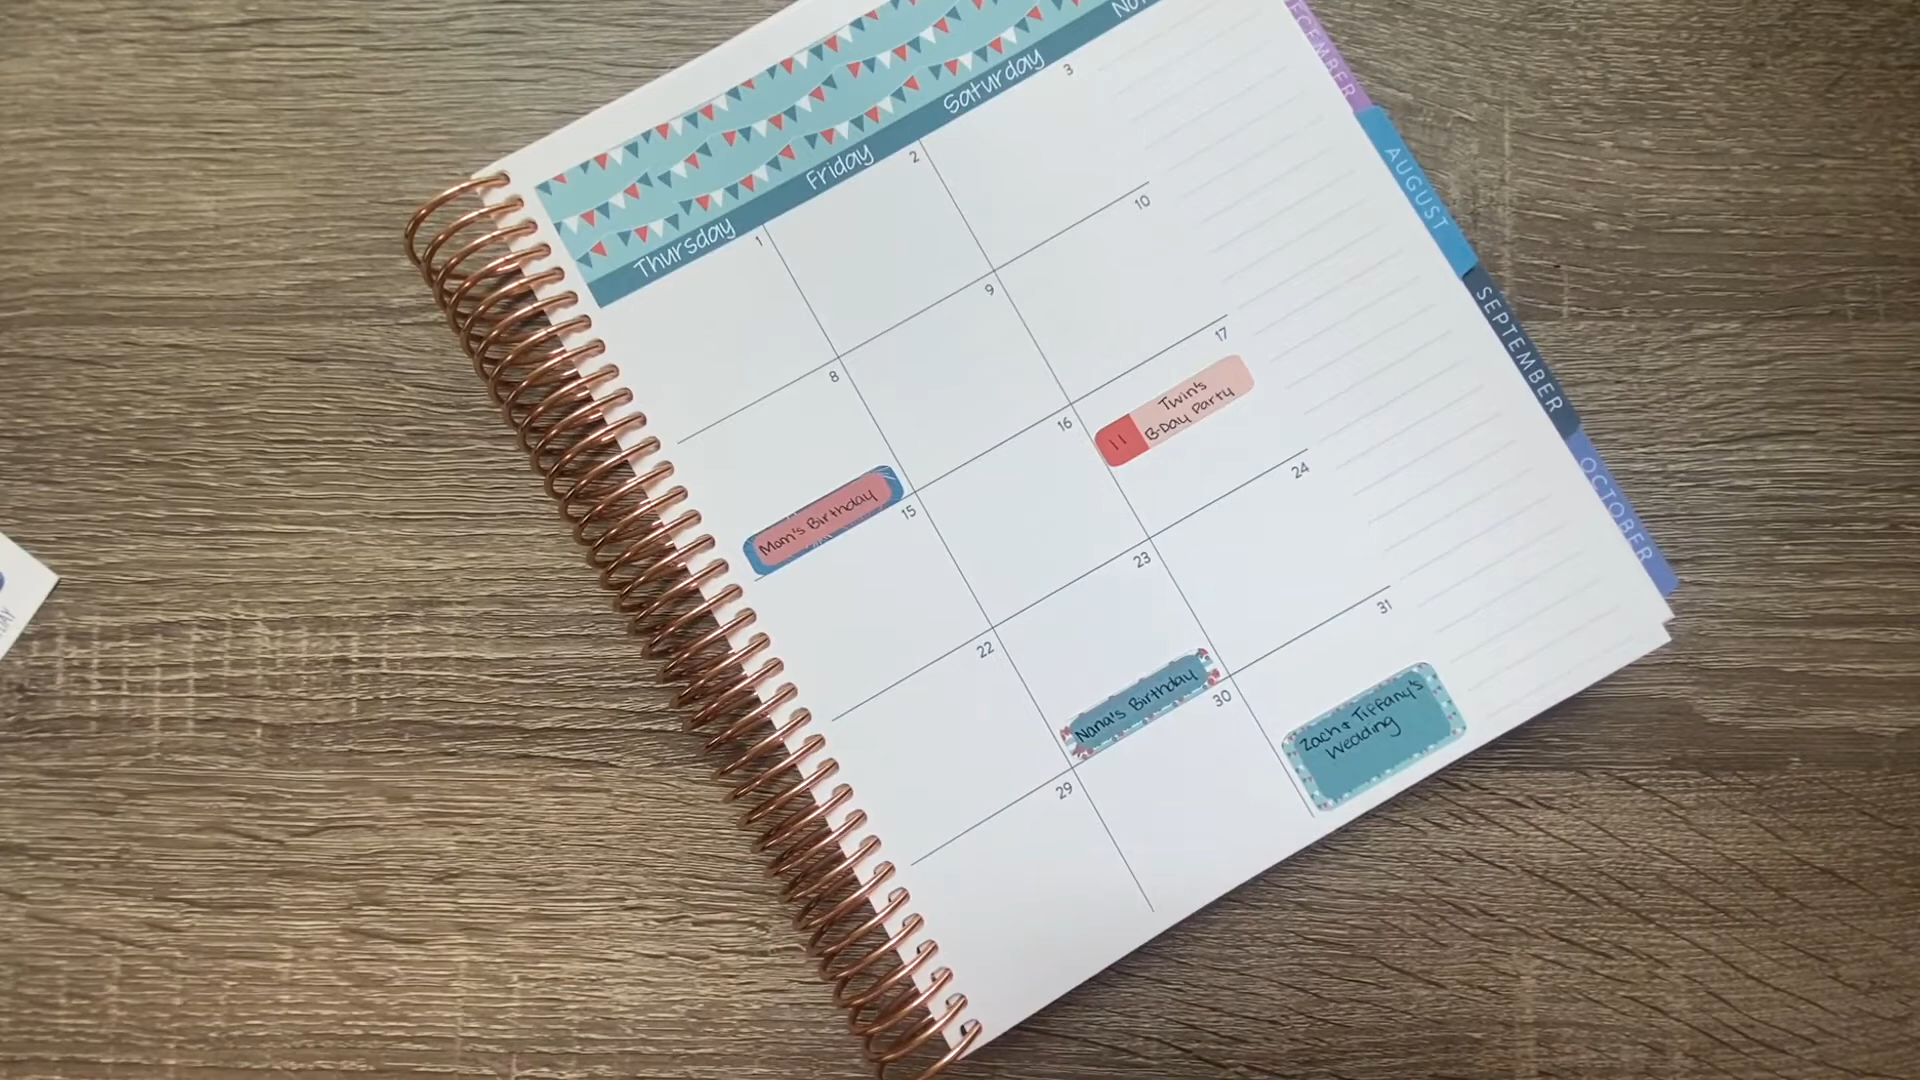 Thursday
Friday
Saturday
1
2
3
8
9
10
Mom's Birthday
15
16
17
11
Twin's
B-Day Party
22
23
24
Nana's Birthday
29
30
31
Zach & Tiffany's
Wedding
AUGUST
SEPTEMBER
OCTOBER